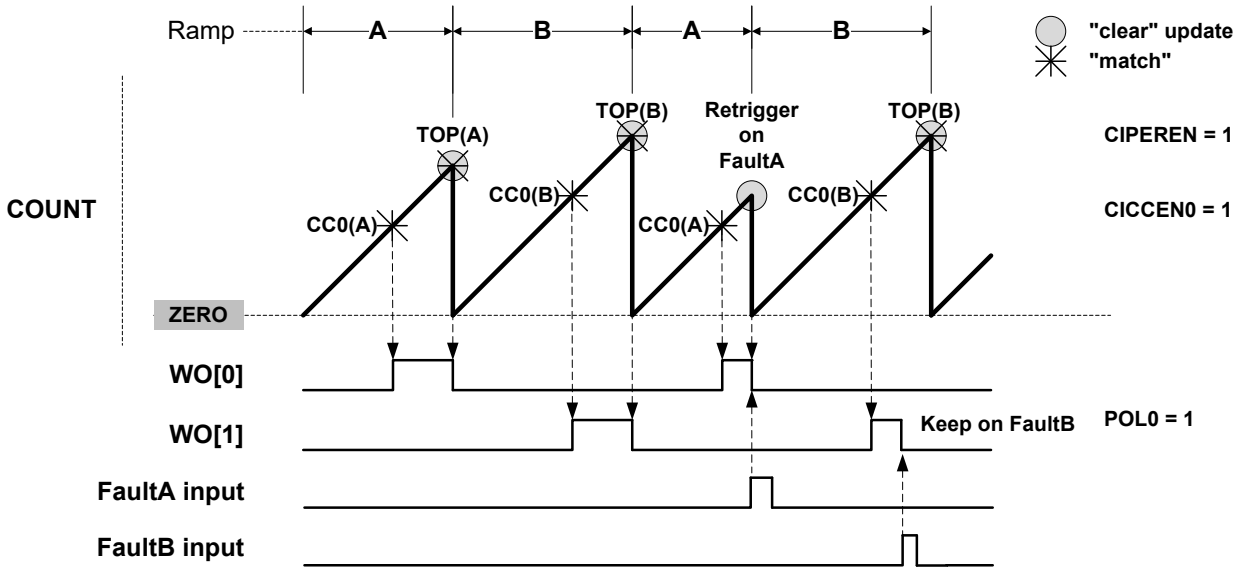 Ramp
A
B
A
B
"clear" update
"match"
TOP(A)
TOP(B)
Retrigger
on
FaultA
TOP(B)
CIPEREN = 1
COUNT
CC0(A)
CC0(B)
CC0(A)
CC0(B)
CICCEN0 = 1
ZERO
WO[0]
WO[1]
Keep on FaultB
POL0 = 1
FaultA input
FaultB input